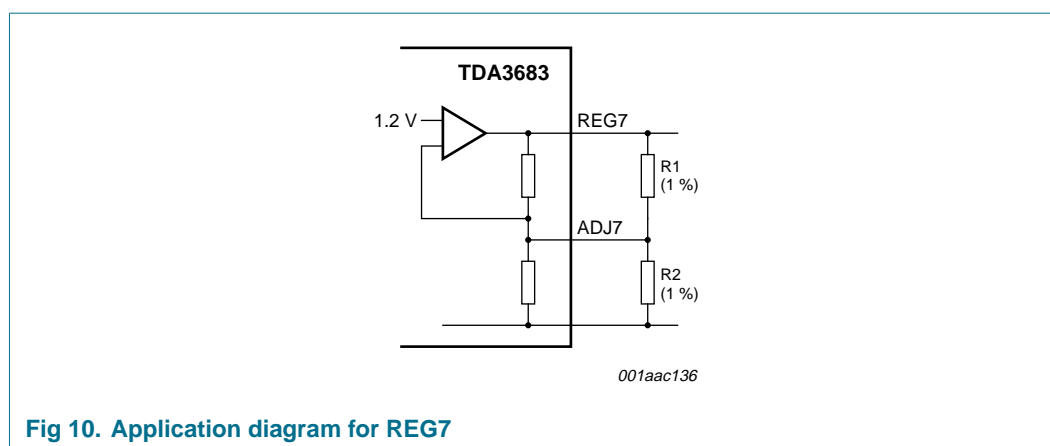 TDA3683
1.2 V
REG7
R1
(1 %)
ADJ7
R2
(1 %)
001aac136
Fig 10. Application diagram for REG7